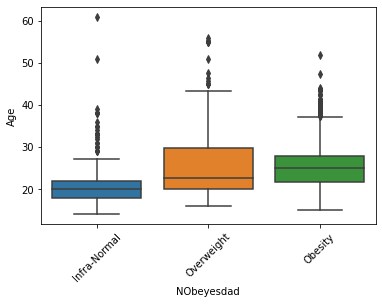 60
50
40
30
20
Age
Infra-Normal
Overweight
Obesity
NObeyesdad